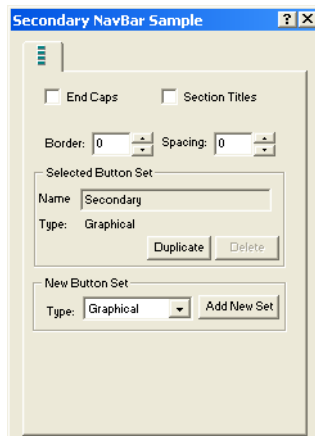 Secondary NavBar Sample
End Caps Section Titles
Border: 0 Spacing: 0
Selected Button Set
Name Secondary
Type: Graphical
Duplicate Delete
New Button Set
Type: Graphical Add New Set